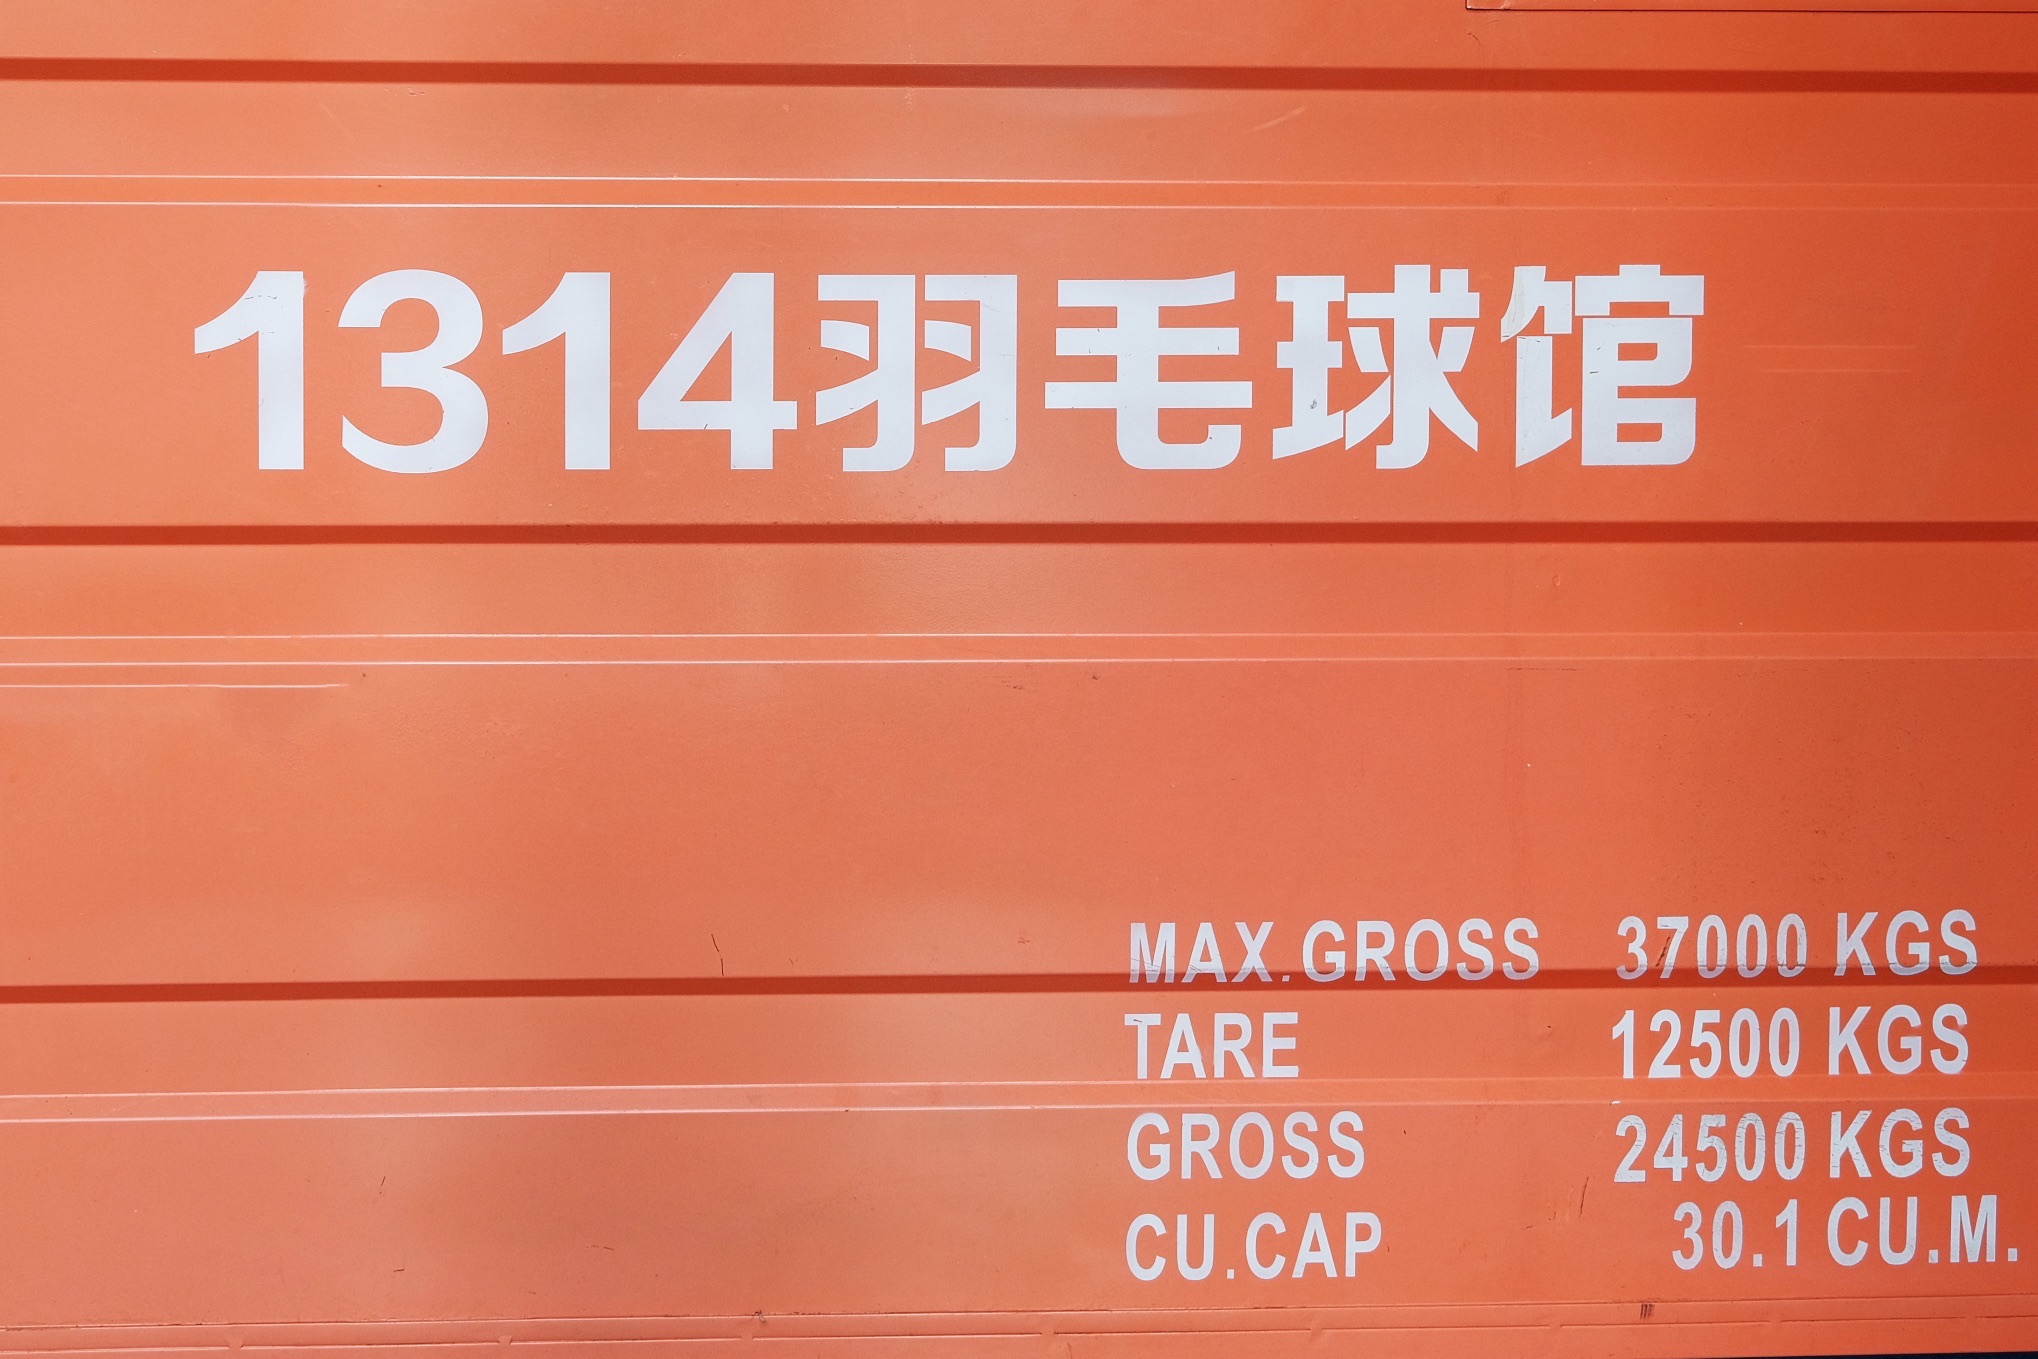 1314羽毛球馆
MAX.GROSS 37000 KGS
TARE 12500 KGS
GROSS 24500 KGS
CU.CAP 30.1 CU.M.